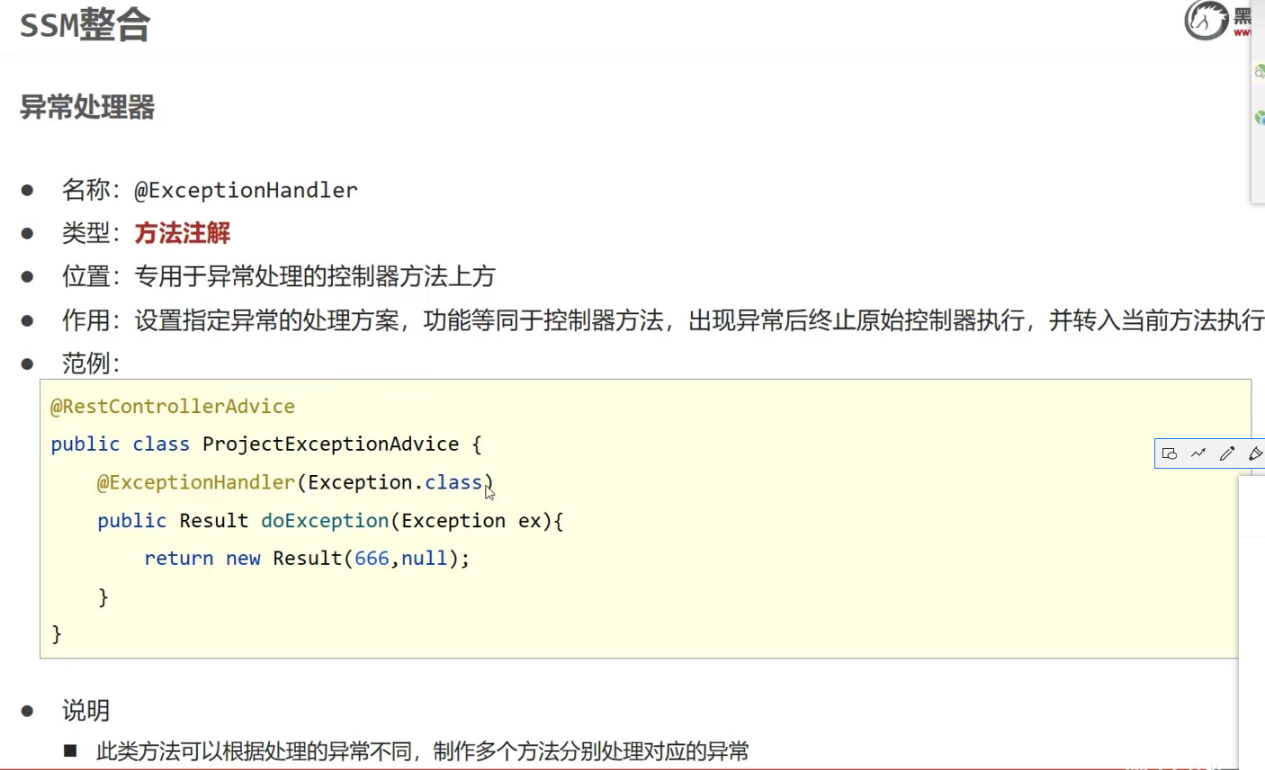 SSM整合
黑
www
异常处理器
● 名称：@ExceptionHandler
● 类型：方法注解
● 位置：专用于异常处理的控制器方法上方
● 作用：设置指定异常的处理方案，功能等同于控制器方法，出现异常后终止原始控制器执行，并转入当前方法执行
● 范例：
@RestControllerAdvice
public class ProjectExceptionAdvice {
@ExceptionHandler(Exception.class)
public Result doException(Exception ex){
return new Result(666,null);
}
}
● 说明
■ 此类方法可以根据处理的异常不同，制作多个方法分别处理对应的异常